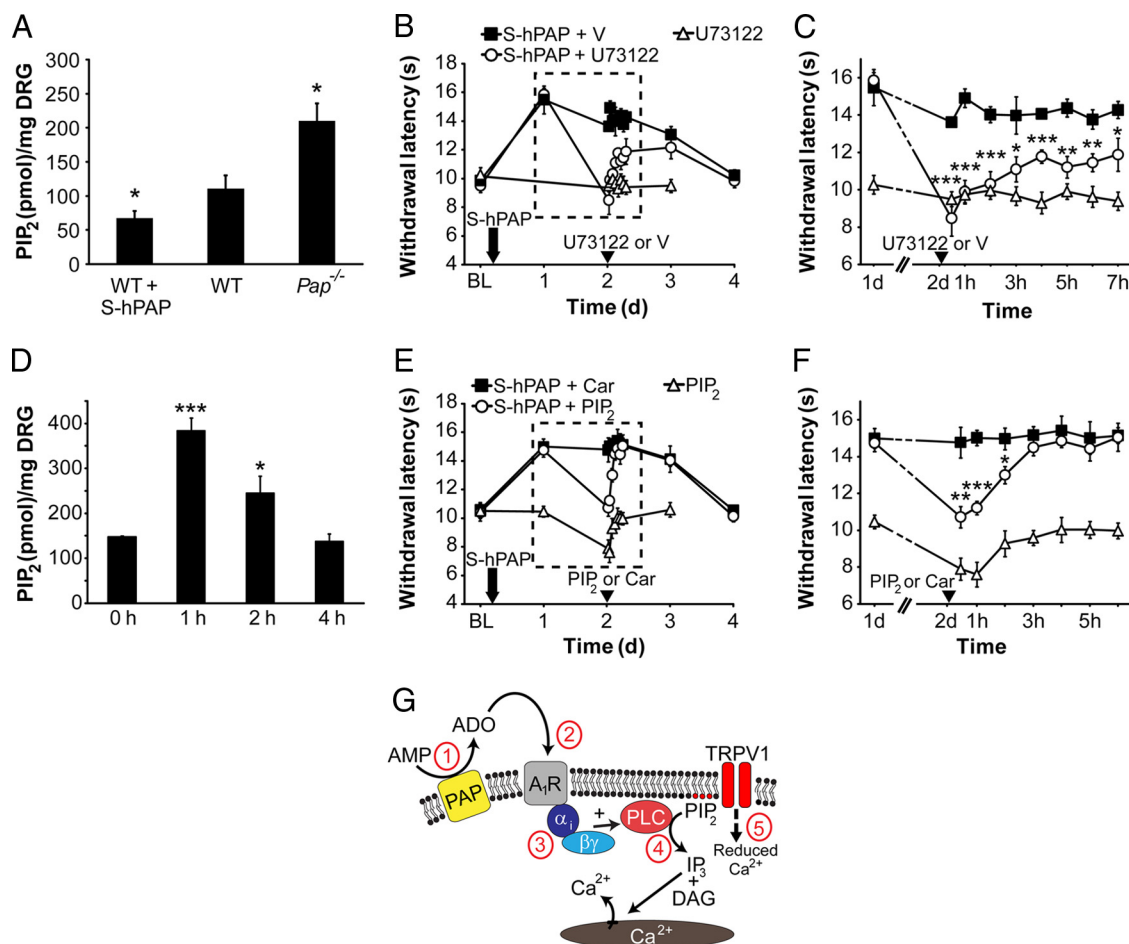 A
PIP2 (pmol)/mg DRG
300
250
200
150
100
50
0
*
*
WT +
S-hPAP
WT
Pap-/-
B
S-hPAP + V
U73122
S-hPAP + U73122
Withdrawal latency (s)
18
16
14
12
10
8
6
4
S-hPAP
U73122 or V
BL 1 2 3 4
Time (d)
C
Withdrawal latency (s)
16
14
12
10
8
6
*** *** *** * *** ** ** *
U73122 or V
1d 2d 1h 3h 5h 7h
Time
D
PIP2 (pmol)/mg DRG
400
300
200
100
0
***
*
0 h 1 h 2 h 4 h
E
S-hPAP + Car
PIP2
S-hPAP + PIP2
Withdrawal latency (s)
18
16
14
12
10
8
6
4
S-hPAP
PIP2 or Car
BL 1 2 3 4
Time (d)
F
Withdrawal latency (s)
16
14
12
10
8
6
** *** *
PIP2 or Car
1d 2d 1h 3h 5h
Time
G
ADO
AMP
1
2
PAP
A1R
TRPV1
αi
βγ
+
PLC
PIP2
3
4
5
Reduced
Ca2+
IP3
+
DAG
Ca2+
Ca2+